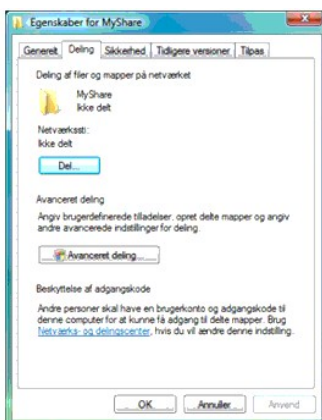 Egenskaber for MyShare
Generelt Deling Sikkerhed Tidligere versioner Tilpas
Deling af filer og mapper på netværket
MyShare
Ikke delt
Netværkssti:
Ikke delt
Del...
Avanceret deling
Angiv brugerdefinerede tilladelser, opret delte mapper og angiv
andre avancerede indstillinger for deling.
Avanceret deling...
Beskyttelse af adgangskode
Andre personer skal have en brugerkonto og adgangskode til
denne computer for at kunne få adgang til delte mapper. Brug
Netværks- og delingscenter, hvis du vil ændre denne indstilling.
OK Annuller Anvend